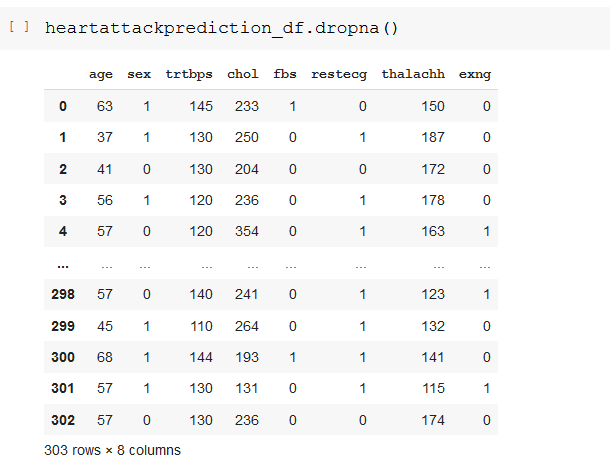 [ ] heartattackprediction_df.dropna()
age sex trtbps chol fbs restecg thalachh exng
0 63 1 145 233 1 0 150 0
1 37 1 130 250 0 1 187 0
2 41 0 130 204 0 0 172 0
3 56 1 120 236 0 1 178 0
4 57 0 120 354 0 1 163 1
... ... ... ... ... ... ... ... ...
298 57 0 140 241 0 1 123 1
299 45 1 110 264 0 1 132 0
300 68 1 144 193 1 1 141 0
301 57 1 130 131 0 1 115 1
302 57 0 130 236 0 0 174 0
303 rows × 8 columns